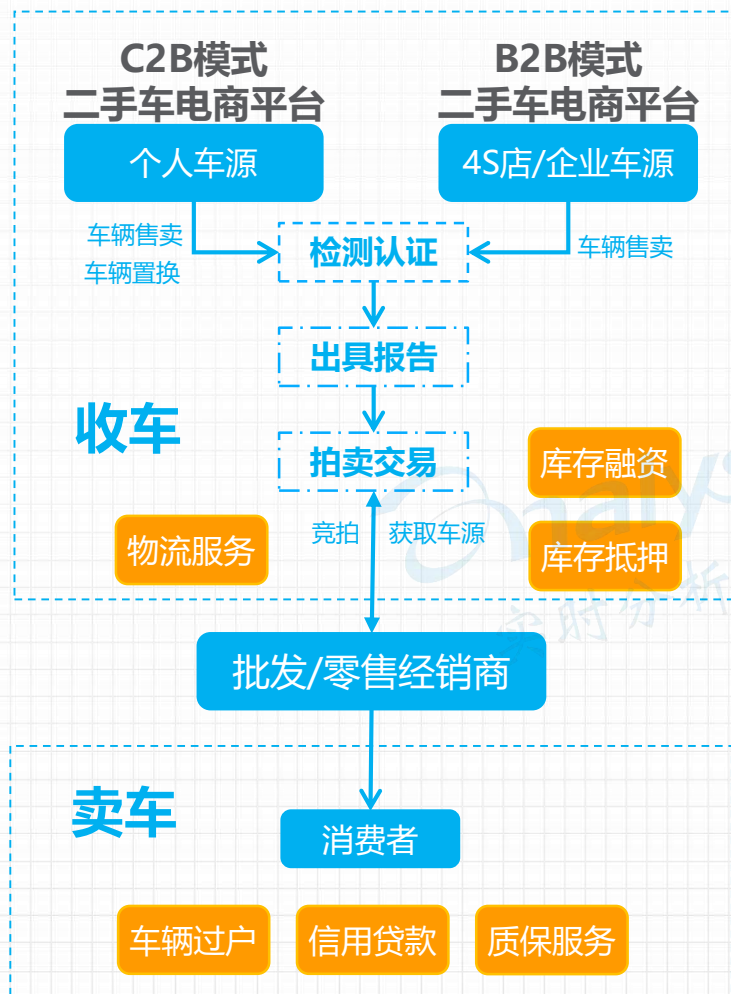 C2B模式
二手车电商平台
B2B模式
二手车电商平台
个人车源
4S店/企业车源
车辆售卖
车辆置换
检测认证
车辆售卖
出具报告
收车
拍卖交易
库存融资
竞拍
获取车源
物流服务
库存抵押
实时分析
批发/零售经销商
卖车
消费者
车辆过户
信用贷款
质保服务